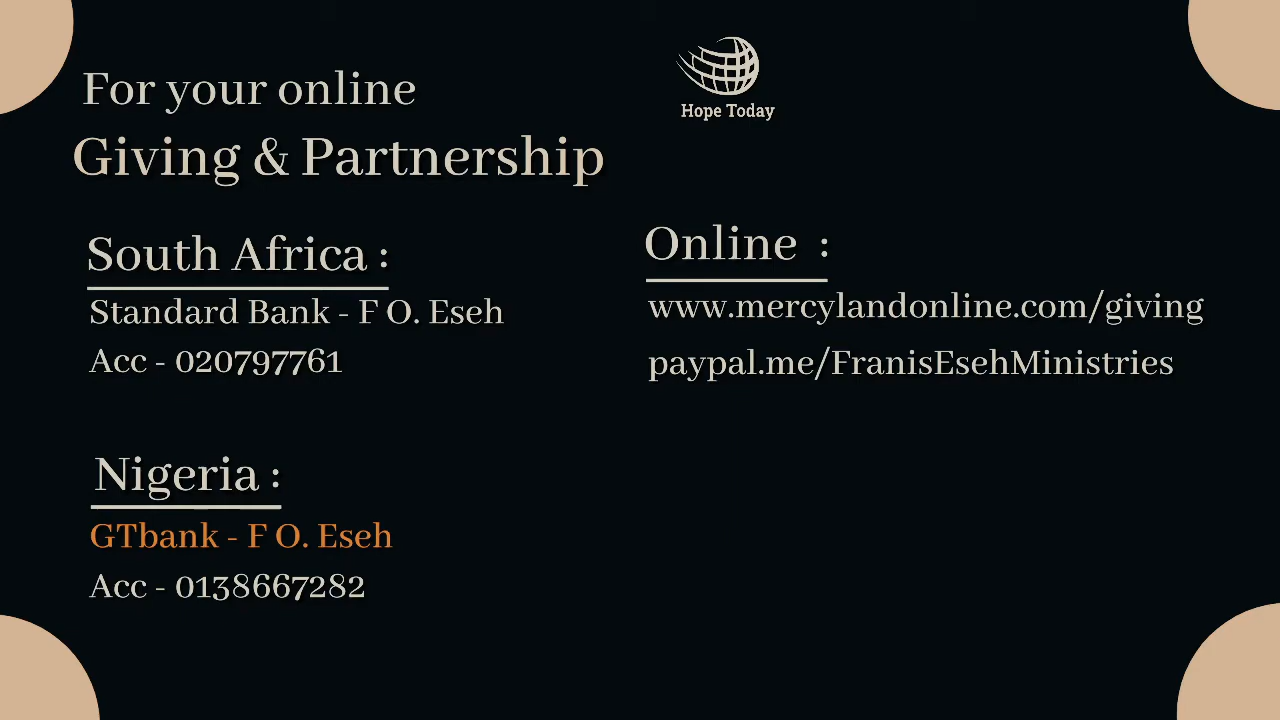 For your online
Giving & Partnership
Hope Today
South Africa :
Standard Bank - F O. Eseh
Acc - 020797761
Nigeria :
GTbank - F O. Eseh
Acc - 0138667282
Online :
www.mercylandonline.com/giving
paypal.me/FranisEsehMinistries